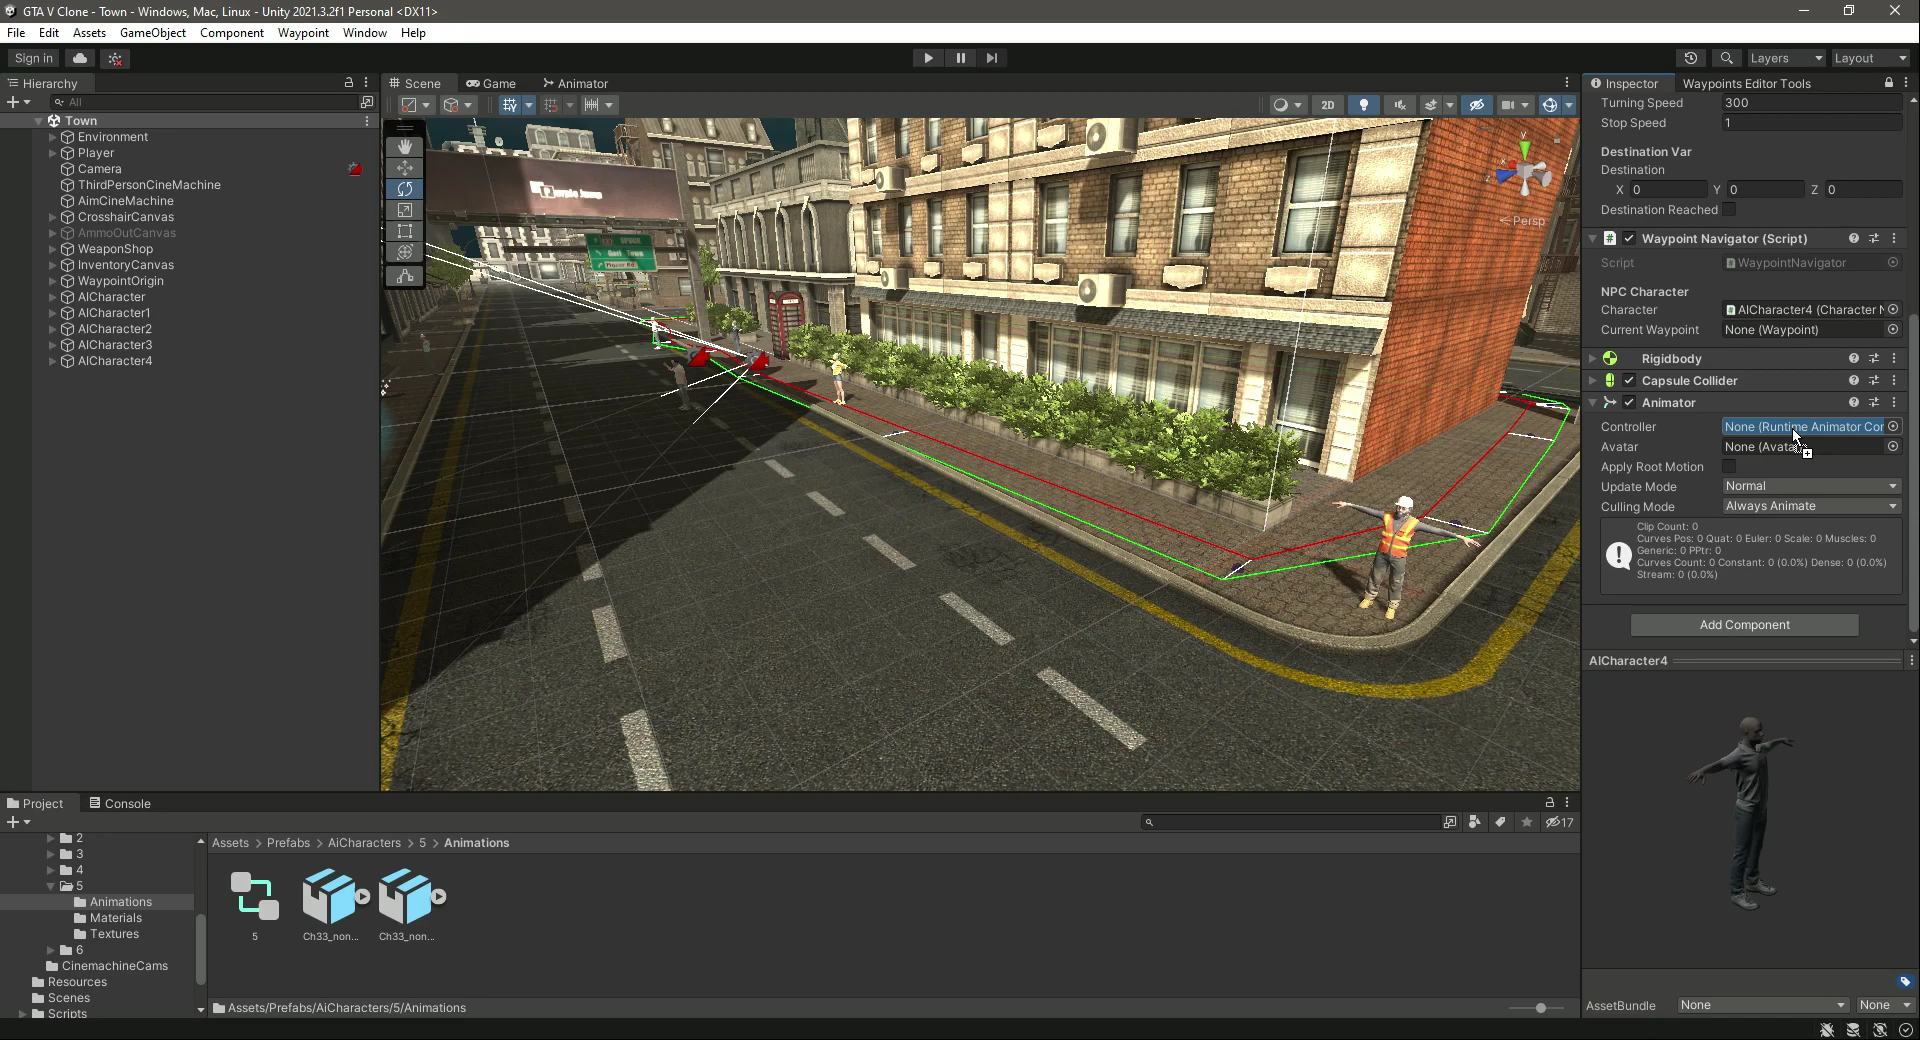 GTA V Clone - Town - Windows, Mac, Linux - Unity 2021.3.2f1 Personal <DX11>
File Edit Assets GameObject Component Waypoint Window Help
Sign in
Layers
Layout
Hierarchy
All
Town
Environment
Player
Camera
ThirdPersonCineMachine
AimCineMachine
CrosshairCanvas
AmmoOutCanvas
WeaponShop
InventoryCanvas
WaypointOrigin
AICharacter
AICharacter1
AICharacter2
AICharacter3
AICharacter4
Scene Game Animator
2D
y
x
z
Persp
Inspector Waypoints Editor Tools
Turning Speed 300
Stop Speed 1
Destination Var
Destination
X 0 Y 0 Z 0
Destination Reached
Waypoint Navigator (Script)
Script WaypointNavigator
NPC Character
Character AICharacter4 (Character N
Current Waypoint None (Waypoint)
Rigidbody
Capsule Collider
Animator
Controller None (Runtime Animator Cor
Avatar None (Avata
Apply Root Motion
Update Mode Normal
Culling Mode Always Animate
Clip Count: 0
Curves Pos: 0 Quat: 0 Euler: 0 Scale: 0 Muscles: 0
Generic: 0 PPtr: 0
Curves Count: 0 Constant: 0 (0.0%) Dense: 0 (0.0%)
Stream: 0 (0.0%)
Add Component
AICharacter4
AssetBundle None None
Project Console
17
2
3
4
5
Animations
Materials
Textures
6
CinemachineCams
Resources
Scenes
Scripts
Assets > Prefabs > AiCharacters > 5 > Animations
5
Ch33_non...
Ch33_non...
Assets/Prefabs/AiCharacters/5/Animations